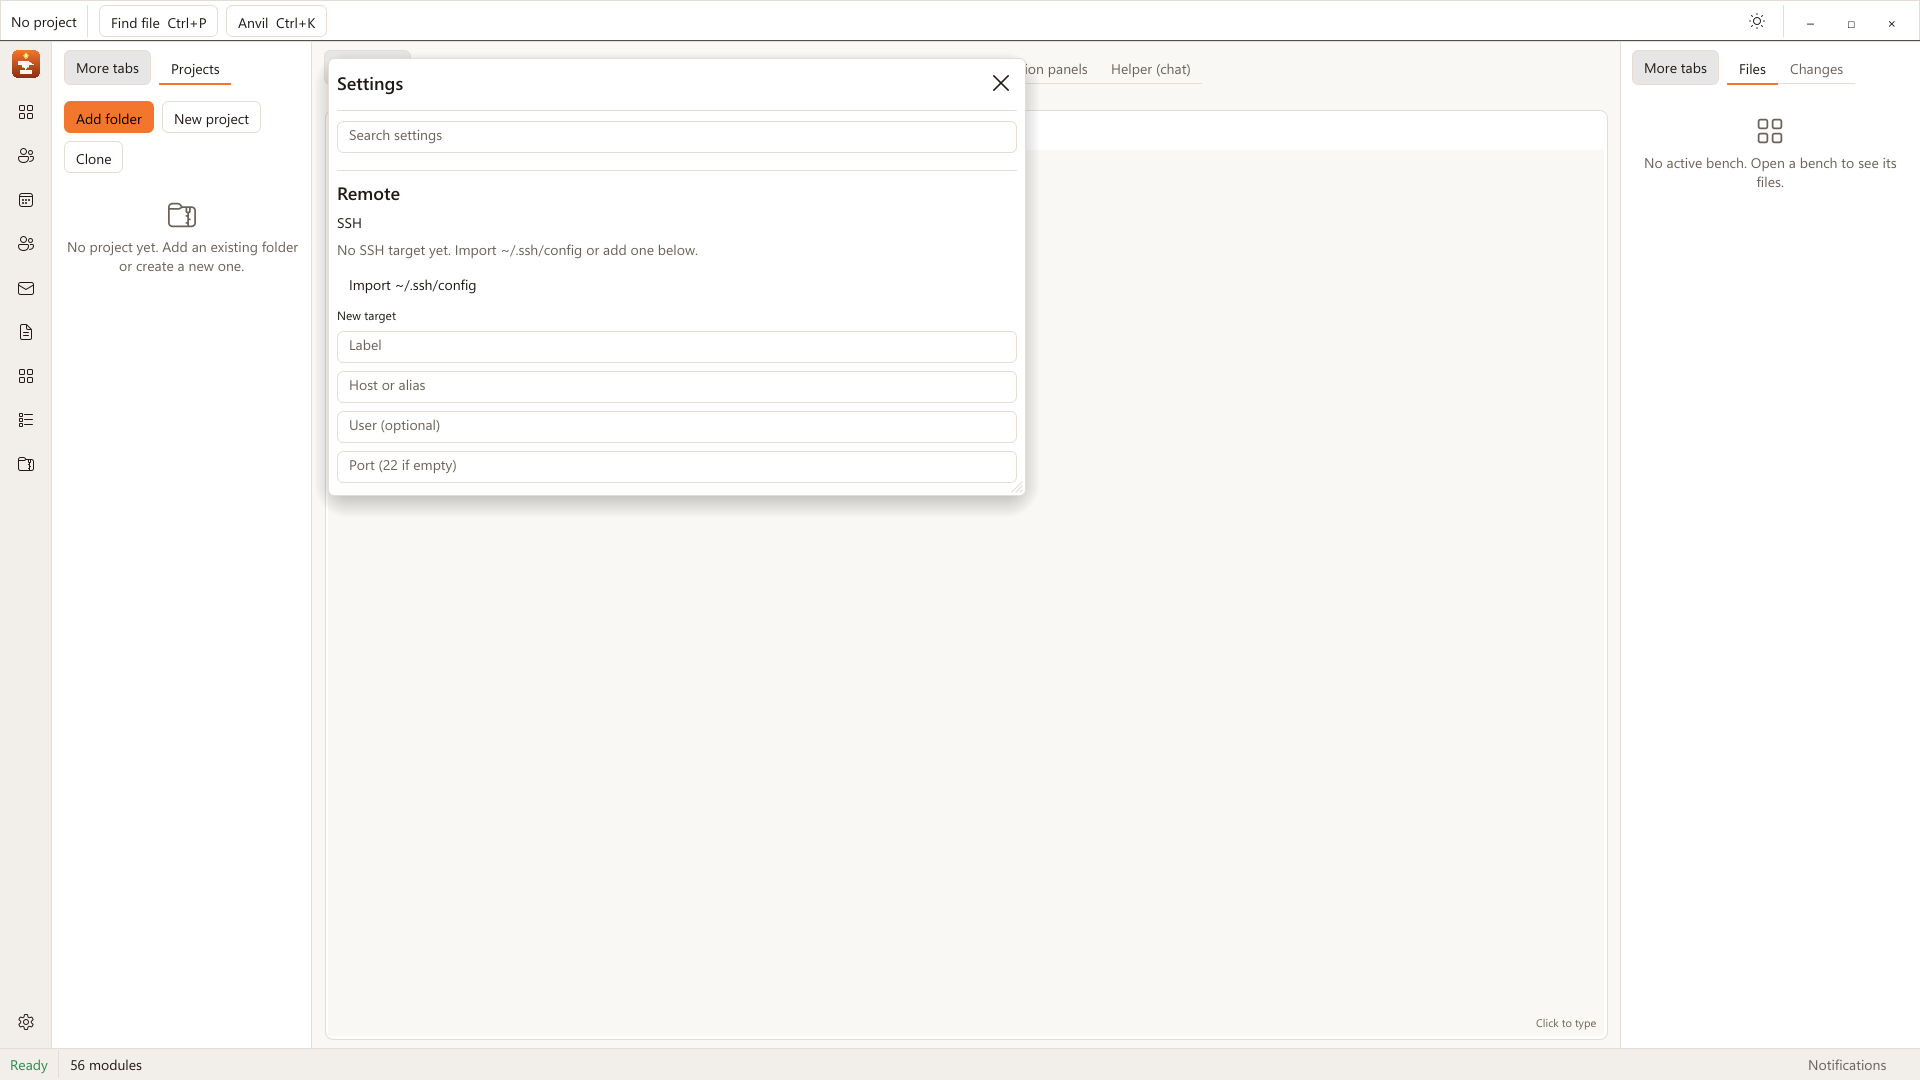 No project
Find file Ctrl+P
Anvil Ctrl+K
More tabs
Projects
Add folder
New project
Clone
No project yet. Add an existing folder
or create a new one.
Settings
Search settings
Remote
SSH
No SSH target yet. Import ~/.ssh/config or add one below.
Import ~/.ssh/config
New target
Label
Host or alias
User (optional)
Port (22 if empty)
panels
Helper (chat)
Click to type
More tabs
Files
Changes
No active bench. Open a bench to see its
files.
Ready
56 modules
Notifications